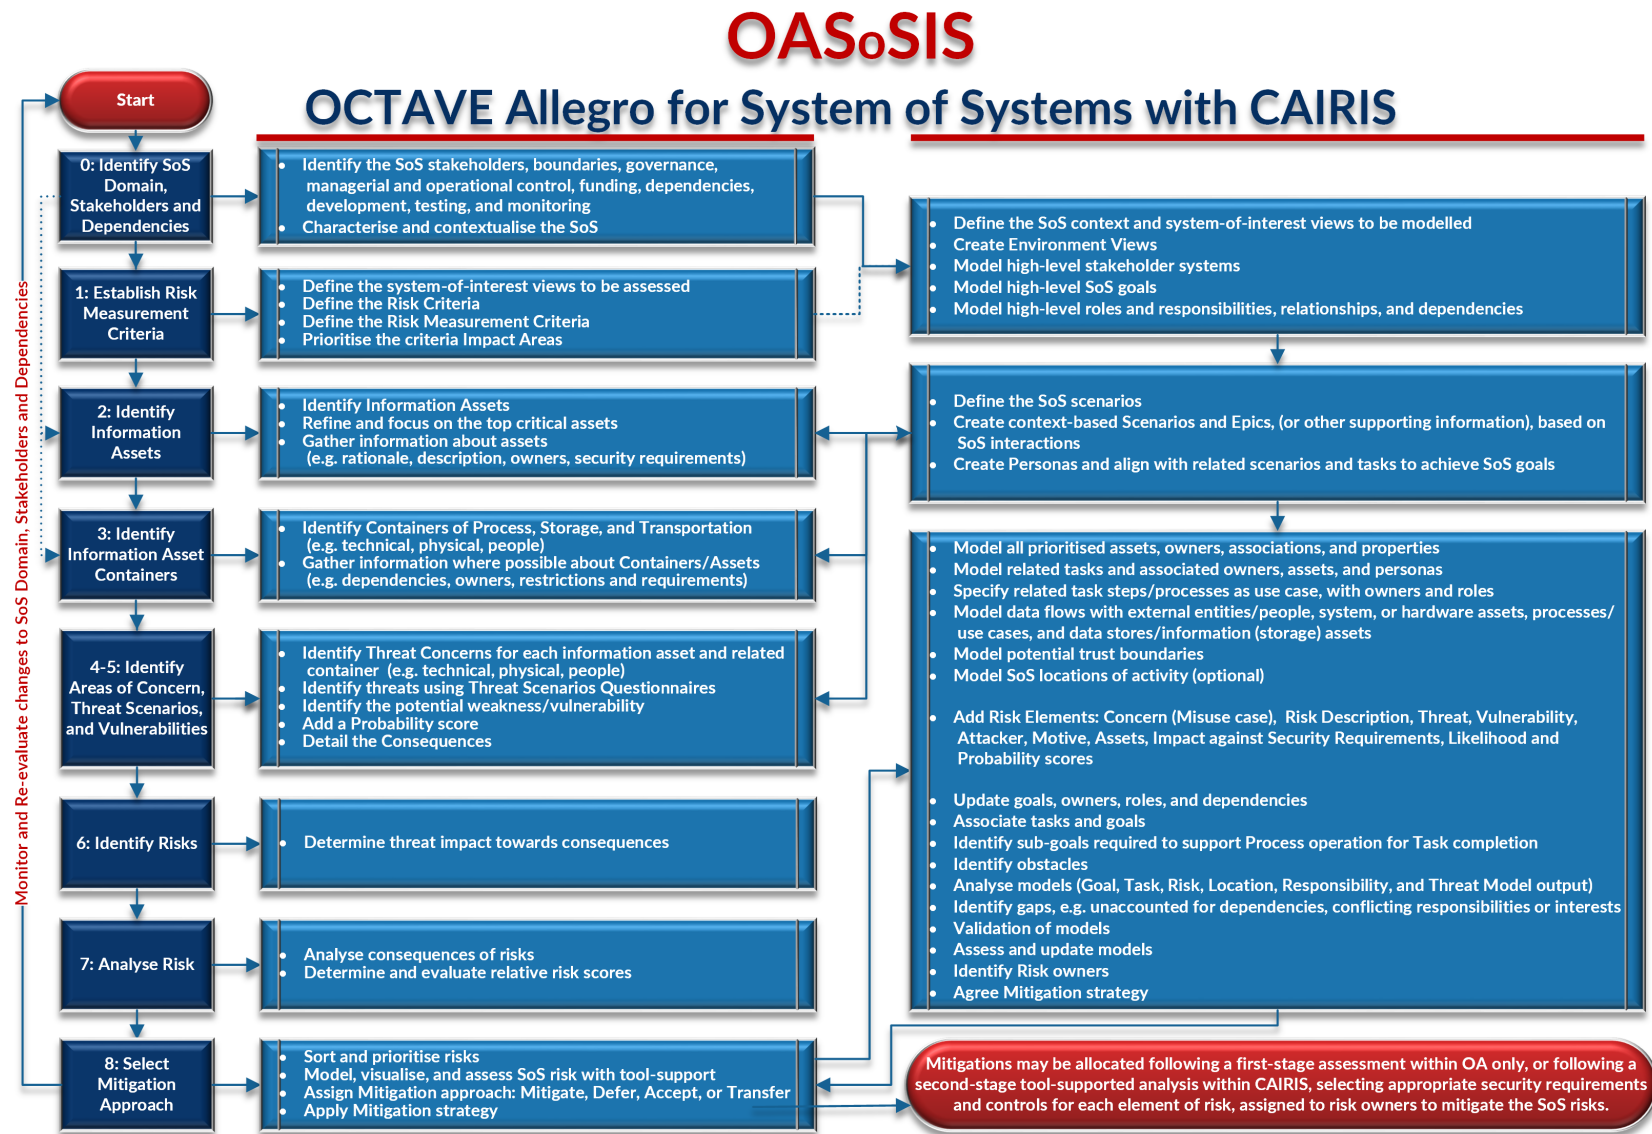 OASoSIS
OCTAVE Allegro for System of Systems with CAIRIS
Start
Monitor and Re-evaluate changes to SoS Domain, Stakeholders and Dependencies
0: Identify SoS
Domain,
Stakeholders and
Dependencies
• Identify the SoS stakeholders, boundaries, governance,
managerial and operational control, funding, dependencies,
development, testing, and monitoring
• Characterise and contextualise the SoS
1: Establish Risk
Measurement
Criteria
• Define the system-of-interest views to be assessed
• Define the Risk Criteria
• Define the Risk Measurement Criteria
• Prioritise the criteria Impact Areas
2: Identify
Information
Assets
• Identify Information Assets
• Refine and focus on the top critical assets
• Gather information about assets
(e.g. rationale, description, owners, security requirements)
3: Identify
Information Asset
Containers
• Identify Containers of Process, Storage, and Transportation
(e.g. technical, physical, people)
• Gather information where possible about Containers/Assets
(e.g. dependencies, owners, restrictions and requirements)
4-5: Identify
Areas of Concern,
Threat Scenarios,
and Vulnerabilities
• Identify Threat Concerns for each information asset and related
container (e.g. technical, physical, people)
• Identify threats using Threat Scenarios Questionnaires
• Identify the potential weakness/vulnerability
• Add a Probability score
• Detail the Consequences
6: Identify Risks
• Determine threat impact towards consequences
7: Analyse Risk
• Analyse consequences of risks
• Determine and evaluate relative risk scores
8: Select
Mitigation
Approach
• Sort and prioritise risks
• Model, visualise, and assess SoS risk with tool-support
• Assign Mitigation approach: Mitigate, Defer, Accept, or Transfer
• Apply Mitigation strategy
• Define the SoS context and system-of-interest views to be modelled
• Create Environment Views
• Model high-level stakeholder systems
• Model high-level SoS goals
• Model high-level roles and responsibilities, relationships, and dependencies
• Define the SoS scenarios
• Create context-based Scenarios and Epics, (or other supporting information), based on
SoS interactions
• Create Personas and align with related scenarios and tasks to achieve SoS goals
• Model all prioritised assets, owners, associations, and properties
• Model related tasks and associated owners, assets, and personas
• Specify related task steps/processes as use case, with owners and roles
• Model data flows with external entities/people, system, or hardware assets, processes/
use cases, and data stores/information (storage) assets
• Model potential trust boundaries
• Model SoS locations of activity (optional)
• Add Risk Elements: Concern (Misuse case), Risk Description, Threat, Vulnerability,
Attacker, Motive, Assets, Impact against Security Requirements, Likelihood and
Probability scores
• Update goals, owners, roles, and dependencies
• Associate tasks and goals
• Identify sub-goals required to support Process operation for Task completion
• Identify obstacles
• Analyse models (Goal, Task, Risk, Location, Responsibility, and Threat Model output)
• Identify gaps, e.g. unaccounted for dependencies, conflicting responsibilities or interests
• Validation of models
• Assess and update models
• Identify Risk owners
• Agree Mitigation strategy
Mitigations may be allocated following a first-stage assessment within OA only, or following a
second-stage tool-supported analysis within CAIRIS, selecting appropriate security requirements
and controls for each element of risk, assigned to risk owners to mitigate the SoS risks.